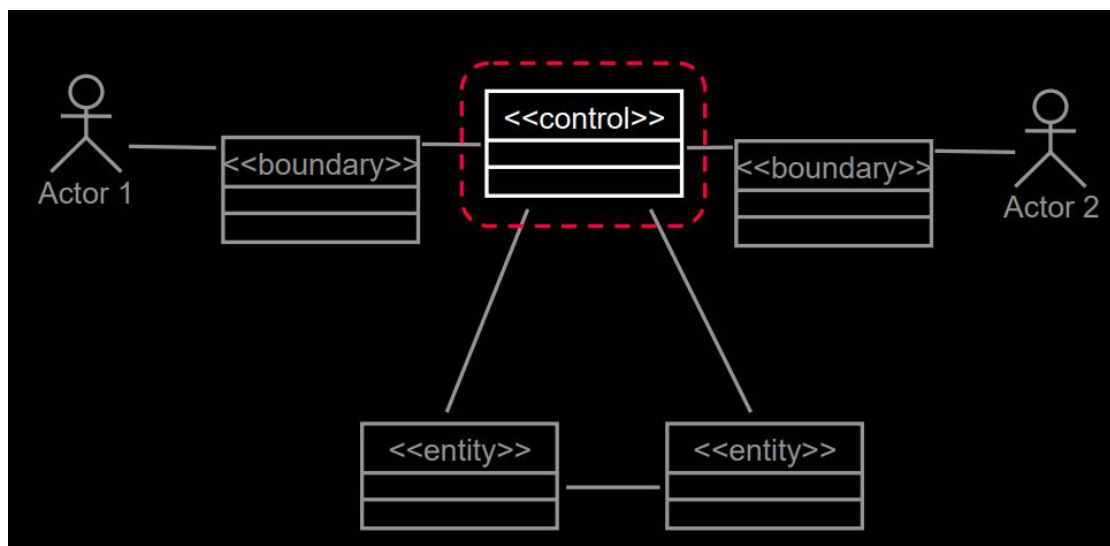 <<control>>
<<boundary>>
<<boundary>>
Actor 1
Actor 2
<<entity>>
<<entity>>